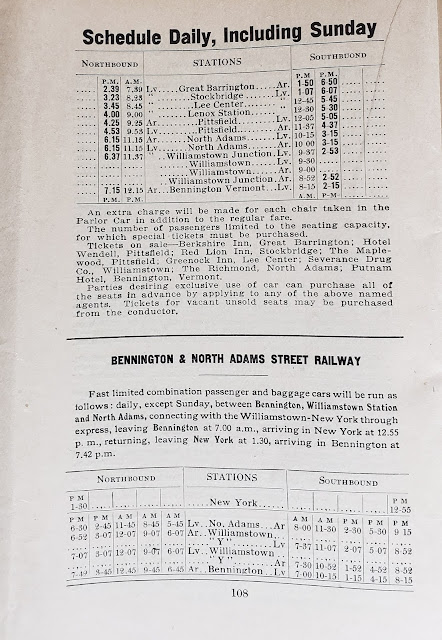 Schedule Daily, Including Sunday
NORTHBOUND STATIONS SOUTHBOUND
P.M. A.M. P.M. P.M.
2.39 7.39 Lv....Great Barrington....Ar. 1-50 6-50
3.23 8.23 " ....Stockbridge....Lv. 1-07 6-07
3.45 8.45 ....Lee Center.... 12-45 5-45
4.00 9.00 ....Lenox Station.... 12-30 5-30
4.25 9.25 Ar....Pittsfield....Lv. 12-05 5-05
4.53 9.53 Lv....Pittsfield....Ar. 11-37 4-37
6.15 11.15 Ar....North Adams....Lv. 10-15 3-15
6.15 11.15 Lv....North Adams....Ar. 10 00 3-15
6.37 11.37 " ..Williamstown Junction.Lv. 9-37 2-53
....Williamstown....Lv. 9-30 ....
....Williamstown....Ar. 9-00 ....
..Williamstown Junction.Ar. 8-52 2-52
7.15 12.15 Ar..Bennington Vermont..Lv. 8-15 2-15
P.M. P.M. A.M. P.M.
An extra charge will be made for each chair taken in the
Parlor Car in addition to the regular fare.
The number of passengers limited to the seating capacity,
for which special tickets must be purchased.
Tickets on sale—Berkshire Inn, Great Barrington; Hotel
Wendell, Pittsfield; Red Lion Inn, Stockbridge; The Maple-
wood, Pittsfield; Greenock Inn, Lee Center; Severance Drug
Co., Williamstown; The Richmond, North Adams; Putnam
Hotel, Bennington, Vermont.
Parties desiring exclusive use of car can purchase all of
the seats in advance by applying to any of the above named
agents. Tickets for vacant unsold seats may be purchased
from the conductor.
BENNINGTON & NORTH ADAMS STREET RAILWAY
Fast limited combination passenger and baggage cars will be run as
follows: daily, except Sunday, between Bennington, Williamstown Station
and North Adams, connecting with the Williamstown-New York through
express, leaving Bennington at 7.00 a.m., arriving in New York at 12.55
p. m., returning, leaving New York at 1.30, arriving in Bennington at
7.42 p.m.
NORTHBOUND STATIONS SOUTHBOUND
P M P M
1-30 ....New York.... 12-55
P M P M A M A M A M A M A M P M P M P M
6-30 2-45 11-45 8-45 5-45 Lv..No. Adams...Ar 8-00 11-30 2-30 5-30 9 15
6-52 3-07 12-07 9-07 6-07 Ar..Williamstown
"Y" ....Lv 7-37 11-07 2-07 5-07 8-52
7-07 3-07 12-07 9-07 6-07 Lv..Williamstown..
"Y" ....Ar 7-30 10-52 1-52 4-52 8-52
7-42 3-45 12.45 9-45 6-45 Ar..Bennington..Lv 7-00 10-15 1-15 4-15 8-15
108